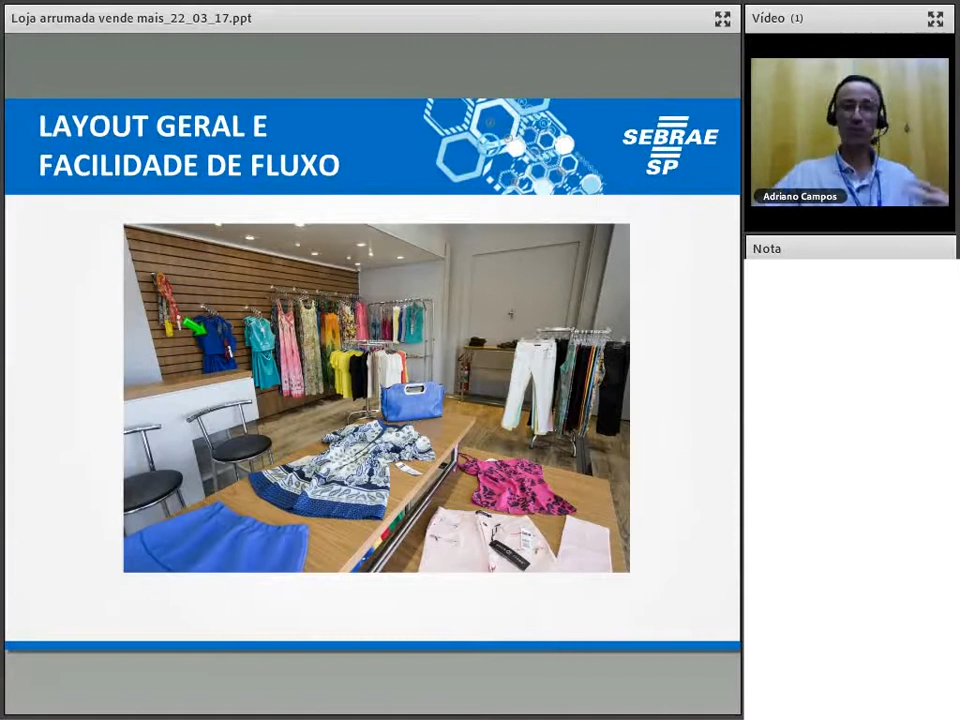 Loja arrumada vende mais_22_03_17.ppt
Vídeo (1)
LAYOUT GERAL E
FACILIDADE DE FLUXO
SEBRAE
SP
Adriano Campos
Nota